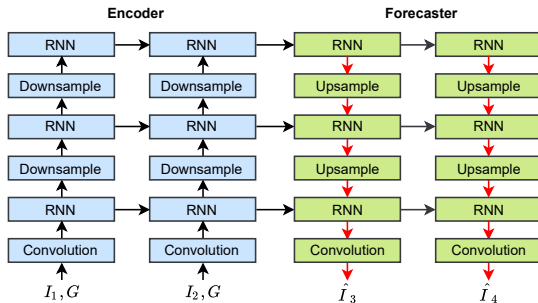 Encoder Forecaster
RNN RNN RNN RNN
Downsample Downsample Upsample Upsample
RNN RNN RNN RNN
Downsample Downsample Upsample Upsample
RNN RNN RNN RNN
Convolution Convolution Convolution Convolution
I₁, G I₂, G Î₃ Î₄